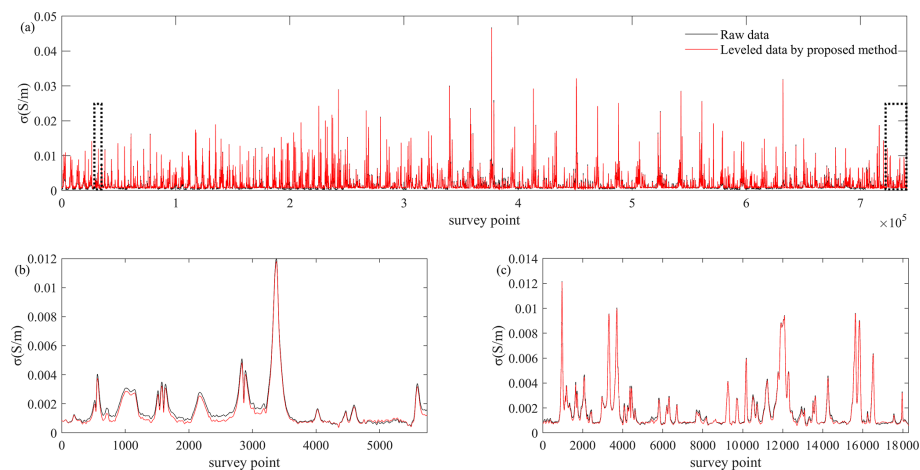 (a)
0.05
0.04
0.03
0.02
0.01
0
σ(S/m)
Raw data
Leveled data by proposed method
0 1 2 3 4 5 6 7
survey point
×10⁵
(b)
0.012
0.01
0.008
0.006
0.004
0.002
0
σ(S/m)
0 1000 2000 3000 4000 5000
survey point
(c)
0.014
0.012
0.01
0.008
0.006
0.004
0.002
0
σ(S/m)
0 2000 4000 6000 8000 10000 12000 14000 16000 18000
survey point